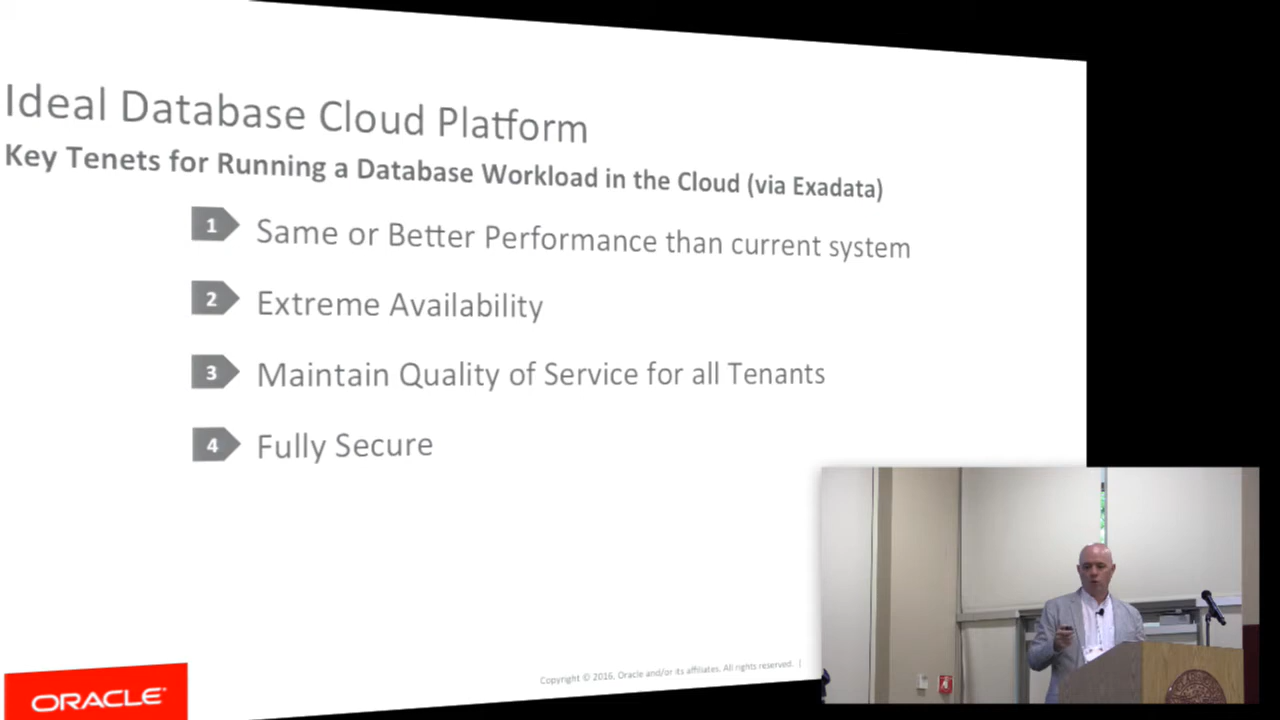 Ideal Database Cloud Platform
Key Tenets for Running a Database Workload in the Cloud (via Exadata)
1 Same or Better Performance than current system
2 Extreme Availability
3 Maintain Quality of Service for all Tenants
4 Fully Secure
Copyright © 2016, Oracle and/or its affiliates. All rights reserved. |
ORACLE®